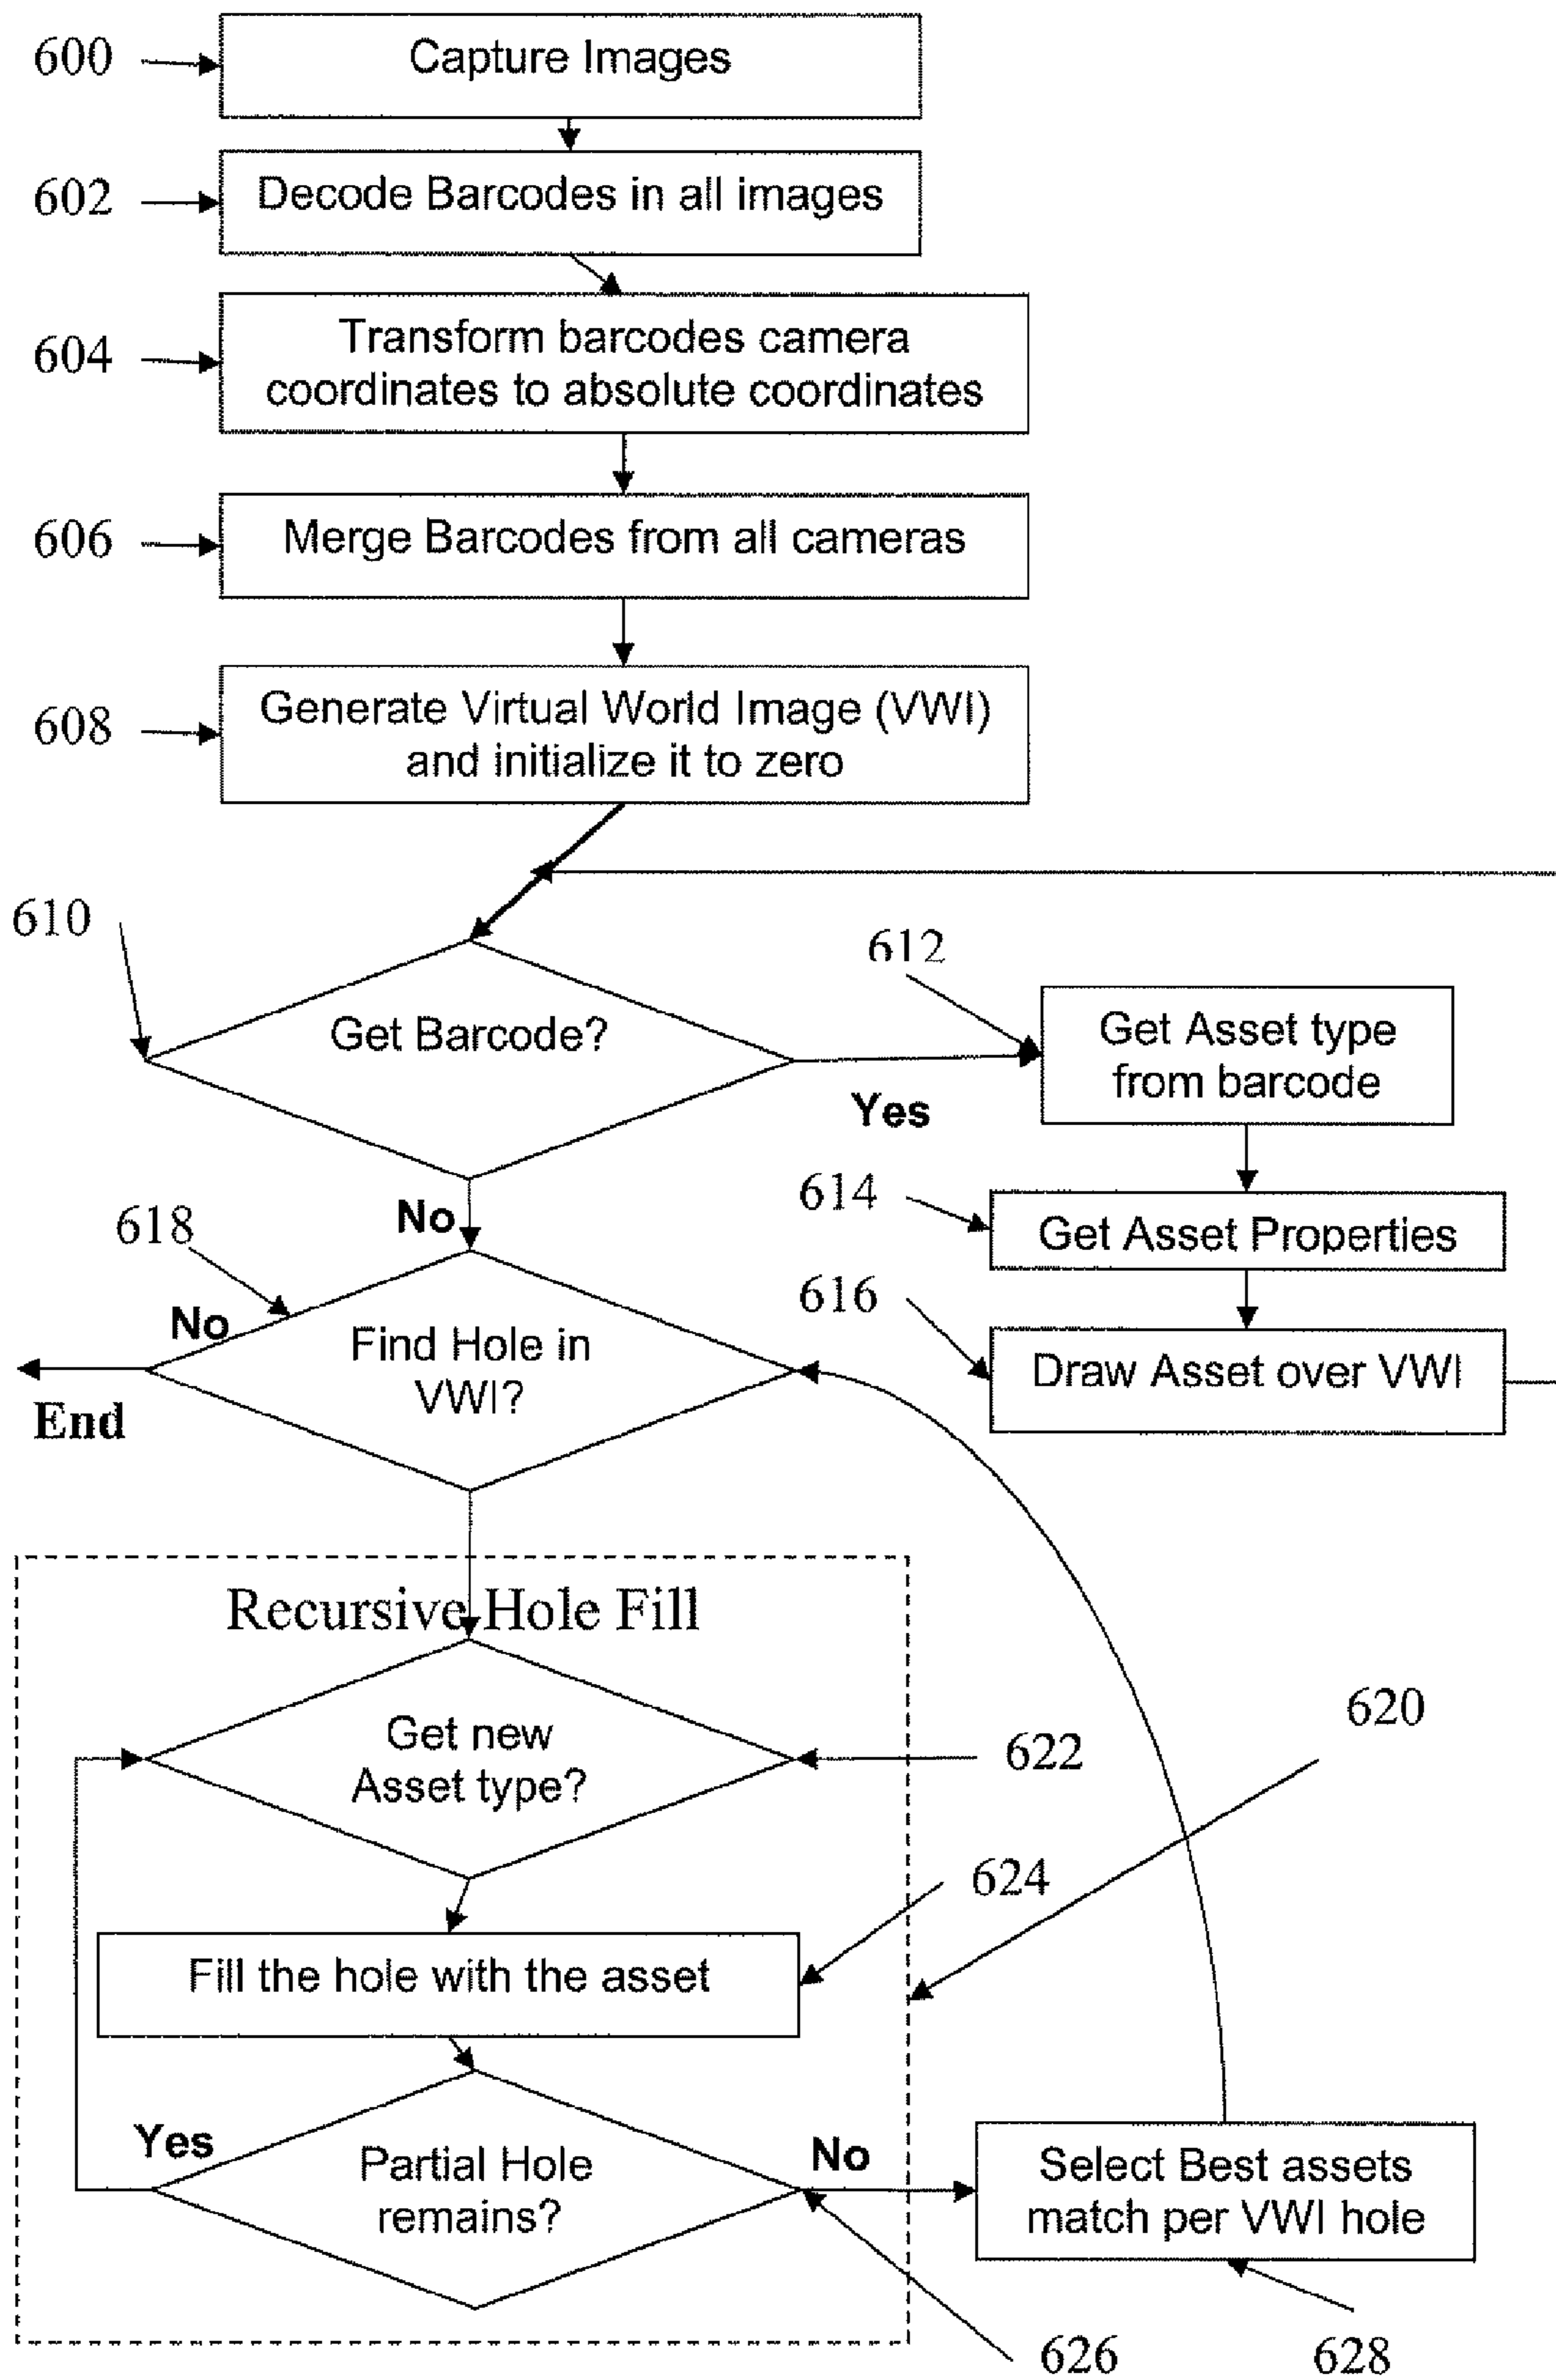 600
Capture Images
602
Decode Barcodes in all images
604
Transform barcodes camera
coordinates to absolute coordinates
606
Merge Barcodes from all cameras
608
Generate Virtual World Image (VWI)
and initialize it to zero
610
Get Barcode?
612
Get Asset type
from barcode
Yes
614
Get Asset Properties
No
618
616
Draw Asset over VWI
No
Find Hole in
VWI?
End
Recursive Hole Fill
620
Get new
Asset type?
622
624
Fill the hole with the asset
Yes
Partial Hole
remains?
No
Select Best assets
match per VWI hole
626
628